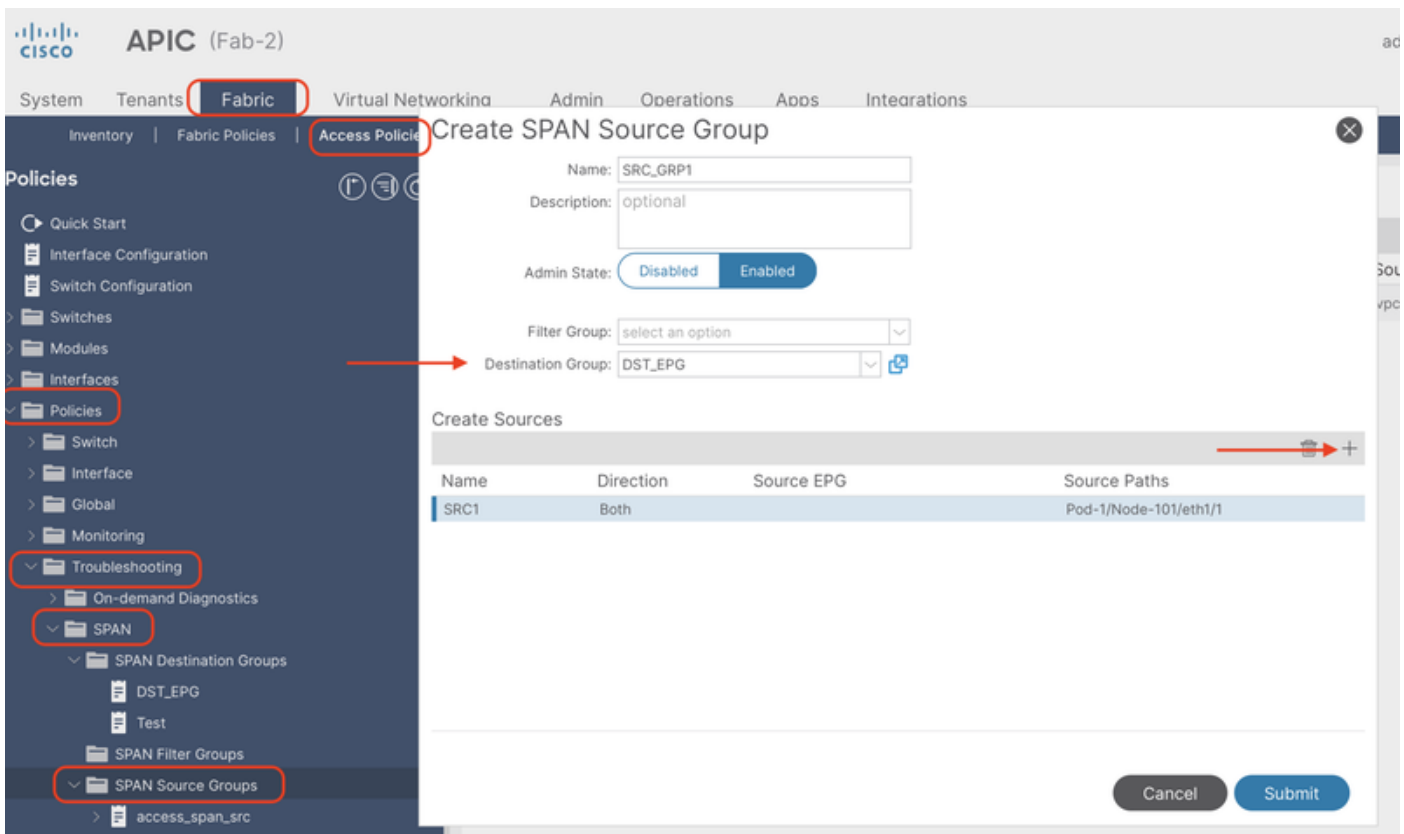 cisco
APIC (Fab-2)
ad
System Tenants Fabric Virtual Networking Admin Operations Apps Integrations
Inventory | Fabric Policies | Access Policie
Policies
Quick Start
Interface Configuration
Switch Configuration
Switches
Modules
Interfaces
Policies
Switch
Interface
Global
Monitoring
Troubleshooting
On-demand Diagnostics
SPAN
SPAN Destination Groups
DST_EPG
Test
SPAN Filter Groups
SPAN Source Groups
access_span_src
Create SPAN Source Group
Name: SRC_GRP1
Description: optional
Admin State: Disabled Enabled
Filter Group: select an option
Destination Group: DST_EPG
Create Sources
Name Direction Source EPG Source Paths
SRC1 Both Pod-1/Node-101/eth1/1
Cancel Submit
Sou
vpc